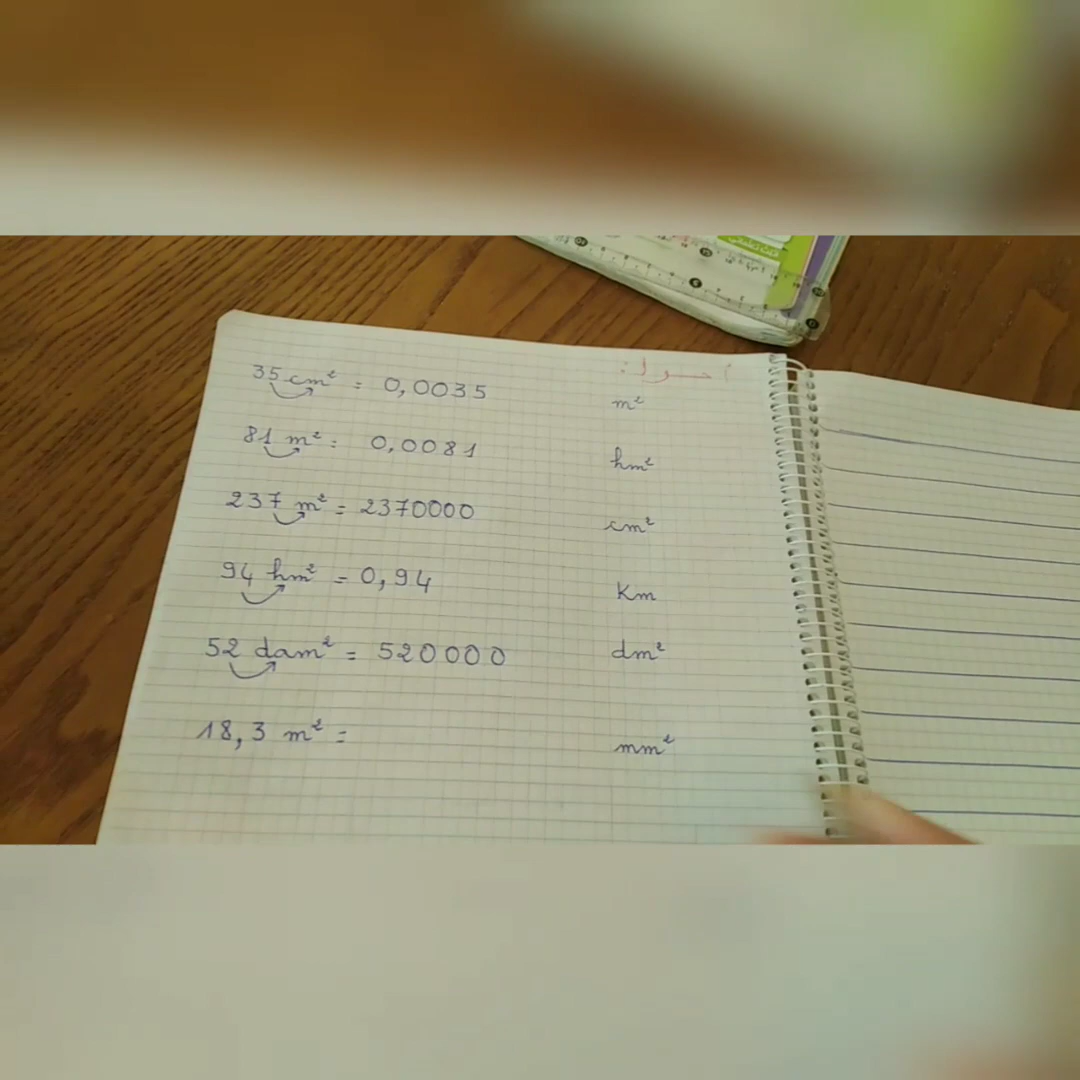 أحول:
35 cm² = 0,0035 m²
81 m² = 0,0081 hm²
237 m² = 2370000 cm²
94 hm² = 0,94 Km
52 dam² = 520000 dm²
18,3 m² = mm²